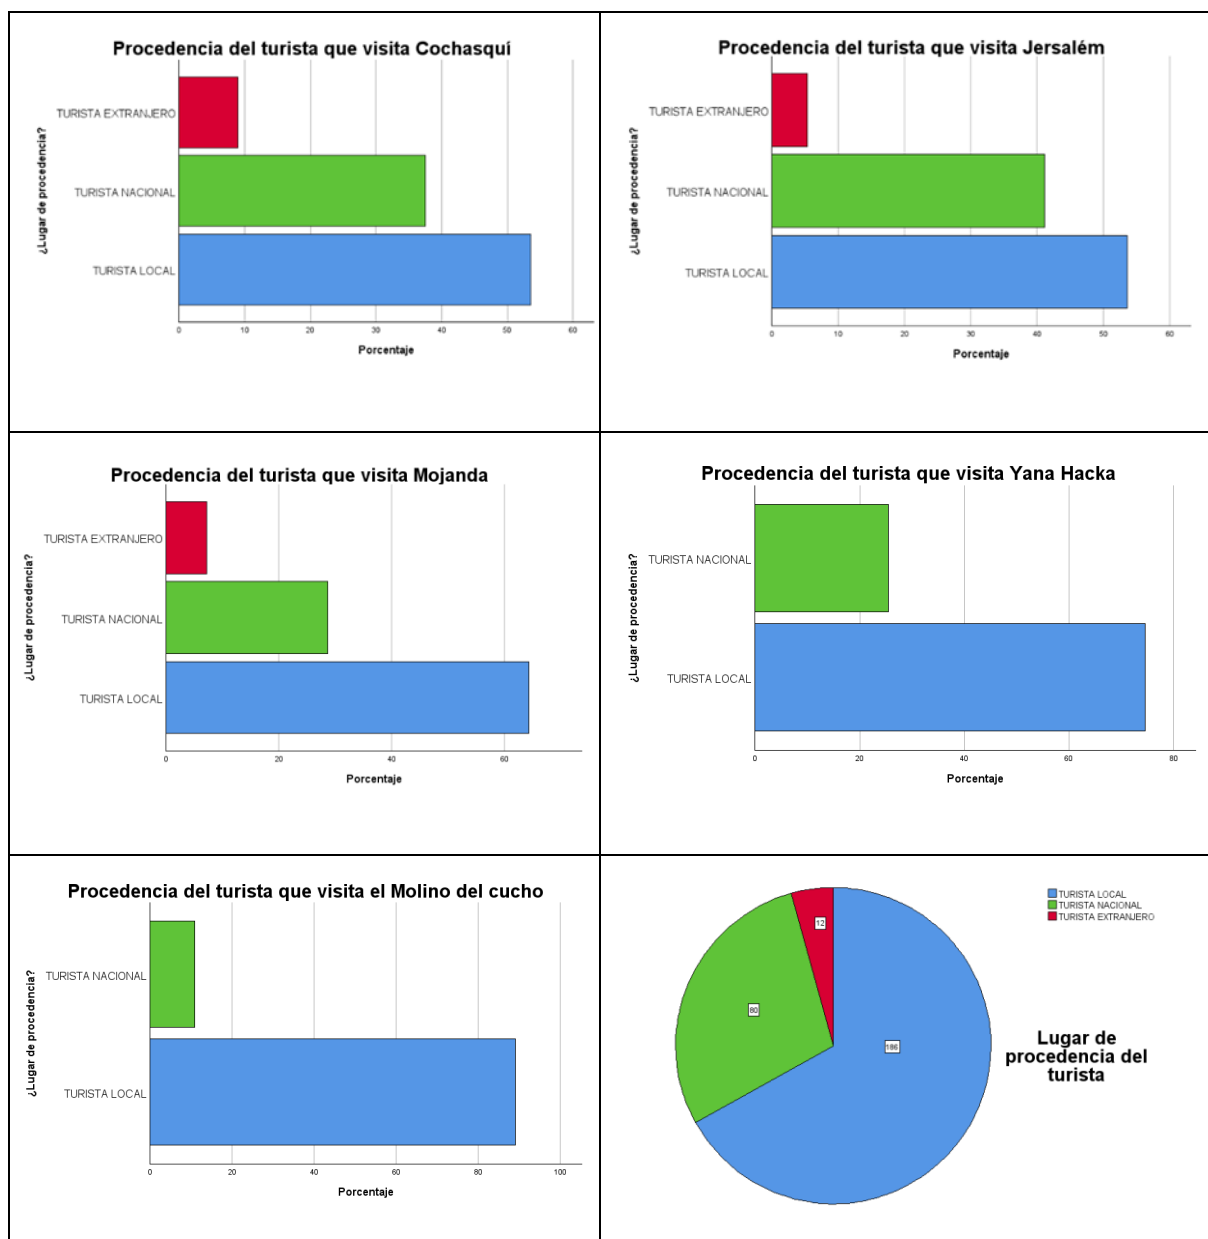 Procedencia del turista que visita Cochasquí
¿Lugar de procedencia?
TURISTA EXTRANJERO
TURISTA NACIONAL
TURISTA LOCAL
0 10 20 30 40 50 60
Porcentaje
Procedencia del turista que visita Jersalém
¿Lugar de procedencia?
TURISTA EXTRANJERO
TURISTA NACIONAL
TURISTA LOCAL
0 10 20 30 40 50 60
Porcentaje
Procedencia del turista que visita Mojanda
¿Lugar de procedencia?
TURISTA EXTRANJERO
TURISTA NACIONAL
TURISTA LOCAL
0 20 40 60
Porcentaje
Procedencia del turista que visita Yana Hacka
¿Lugar de procedencia?
TURISTA NACIONAL
TURISTA LOCAL
0 20 40 60 80
Porcentaje
Procedencia del turista que visita el Molino del cucho
¿Lugar de procedencia?
TURISTA NACIONAL
TURISTA LOCAL
0 20 40 60 80 100
Porcentaje
TURISTA LOCAL
TURISTA NACIONAL
TURISTA EXTRANJERO
12
80
186
Lugar de
procedencia del
turista